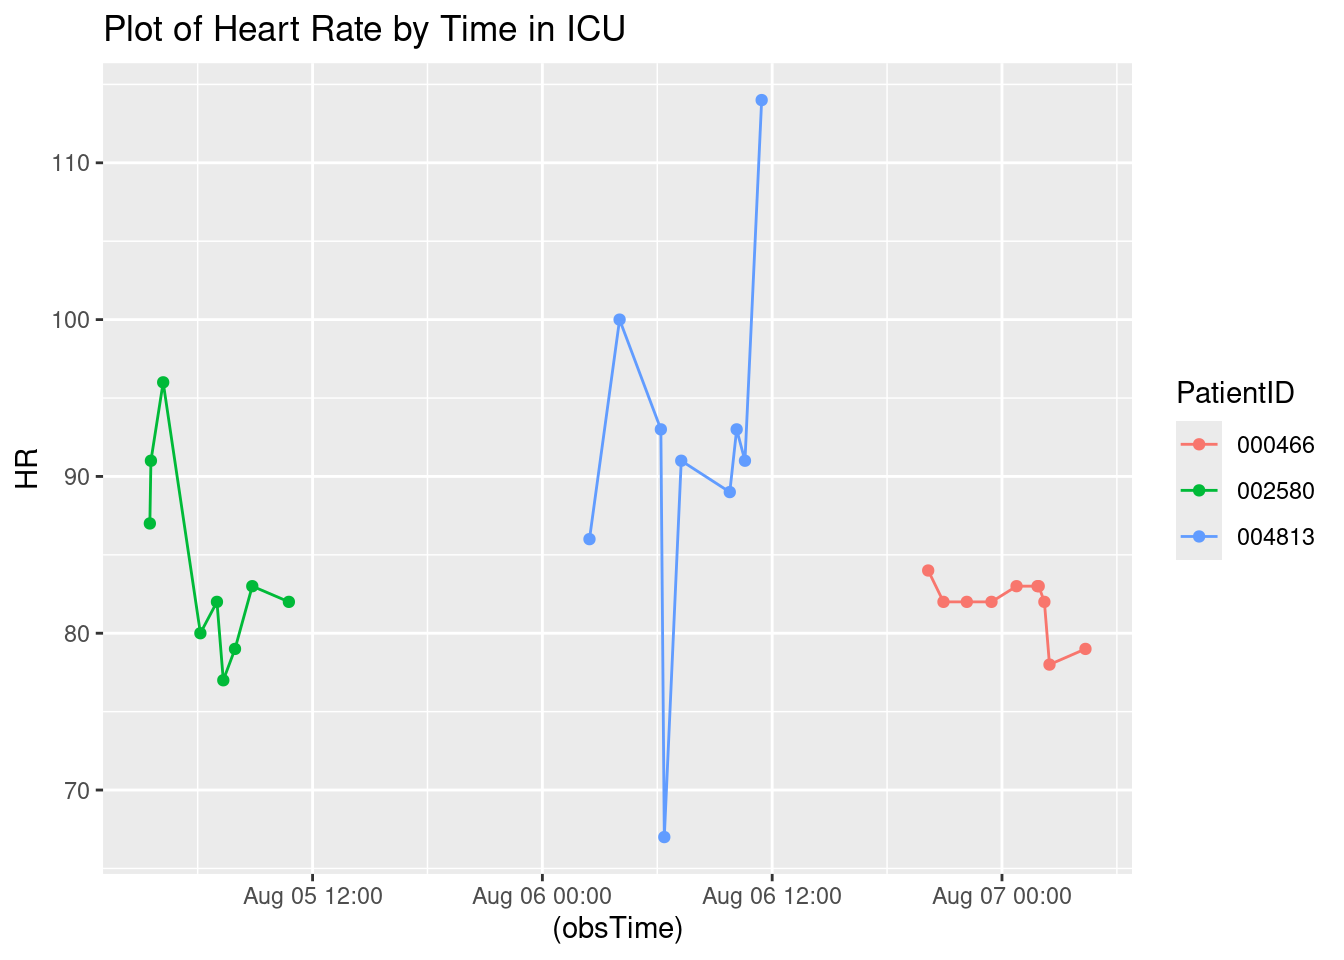 Plot of Heart Rate by Time in ICU
HR
110
100
90
80
70
Aug 05 12:00
Aug 06 00:00
Aug 06 12:00
Aug 07 00:00
(obsTime)
PatientID
000466
002580
004813